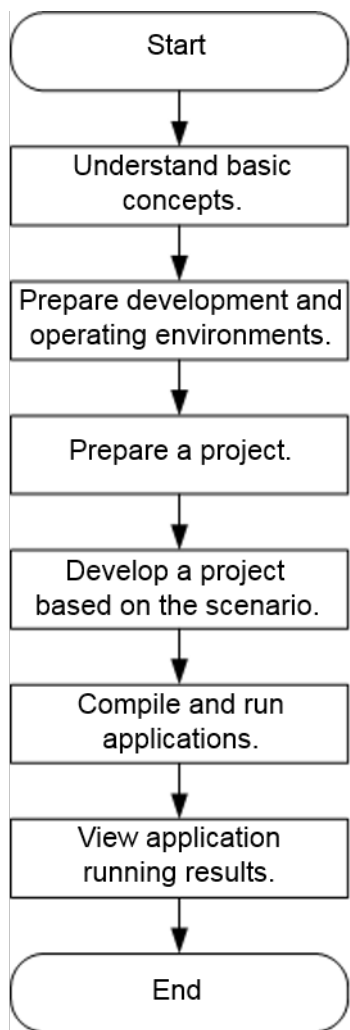 Start
Understand basic
concepts.
Prepare development and
operating environments.
Prepare a project.
Develop a project
based on the scenario.
Compile and run
applications.
View application
running results.
End